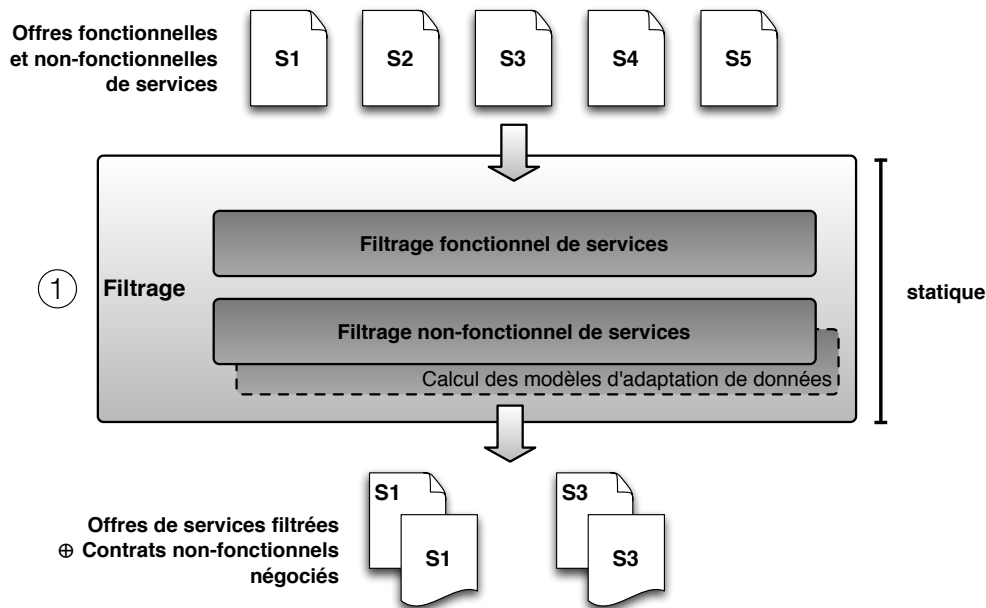 Offres fonctionnelles
et non-fonctionnelles
de services
S1
S2
S3
S4
S5
1
Filtrage
Filtrage fonctionnel de services
Filtrage non-fonctionnel de services
Calcul des modèles d'adaptation de données
statique
Offres de services filtrées
⊕ Contrats non-fonctionnels
négociés
S1
S1
S3
S3